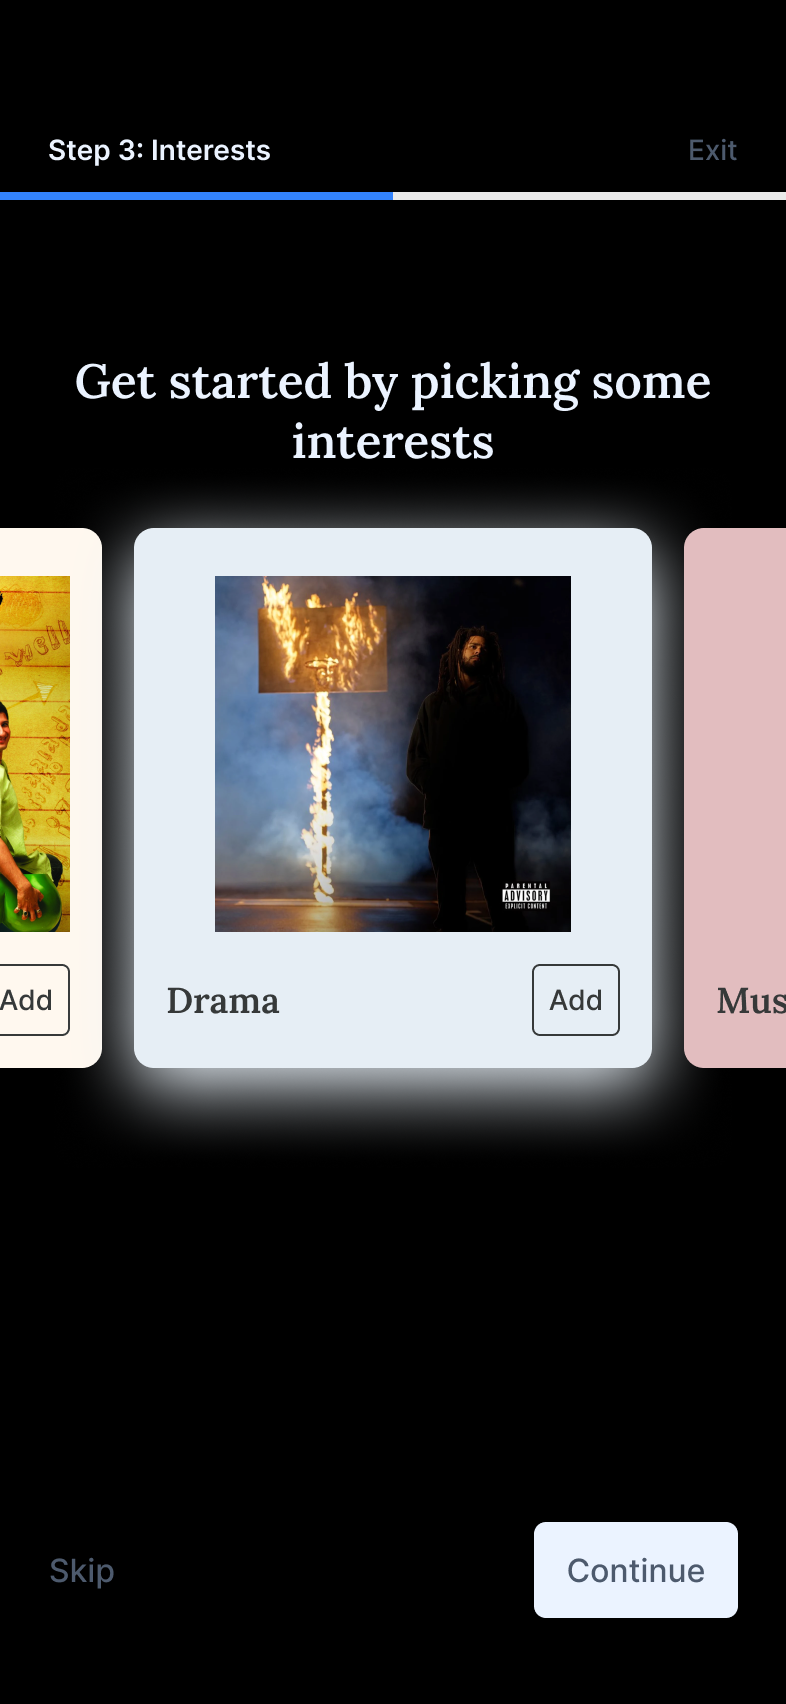 Step 3: Interests
Exit
Get started by picking some
interests
Add
Drama
Add
Mus
PARENTAL
ADVISORY
EXPLICIT CONTENT
Skip
Continue